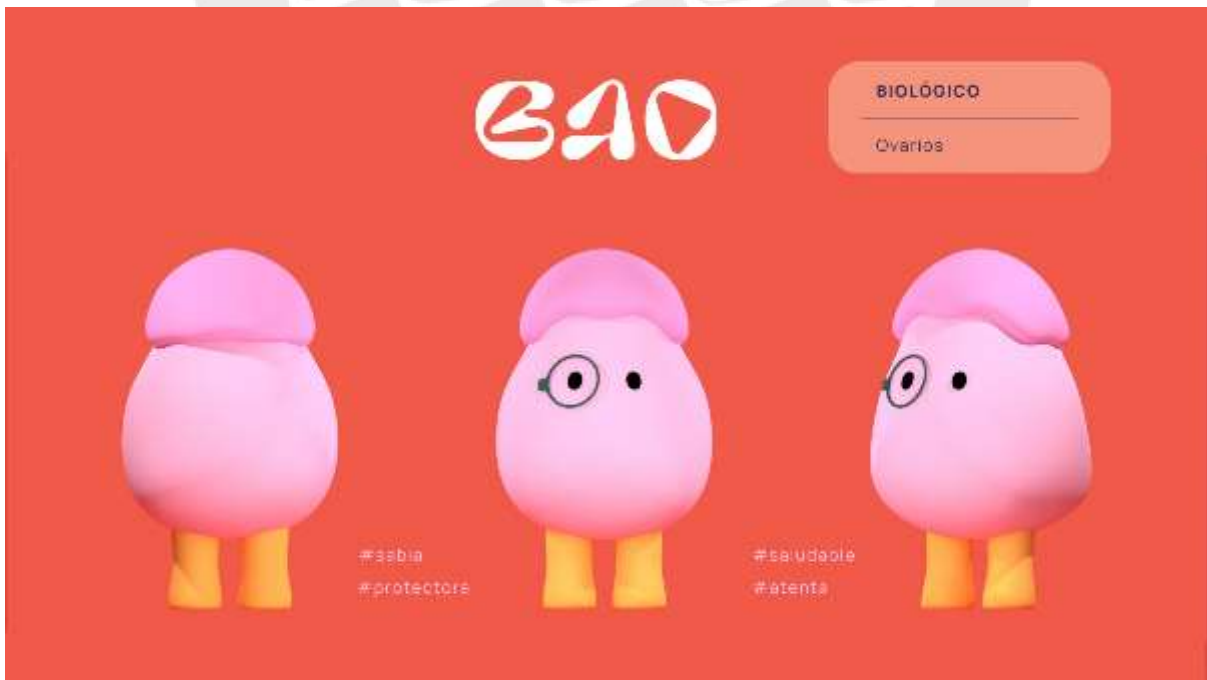 BAO
BIOLÓGICO
Ovarios
#sabia
#protectora
#saludable
#atenta